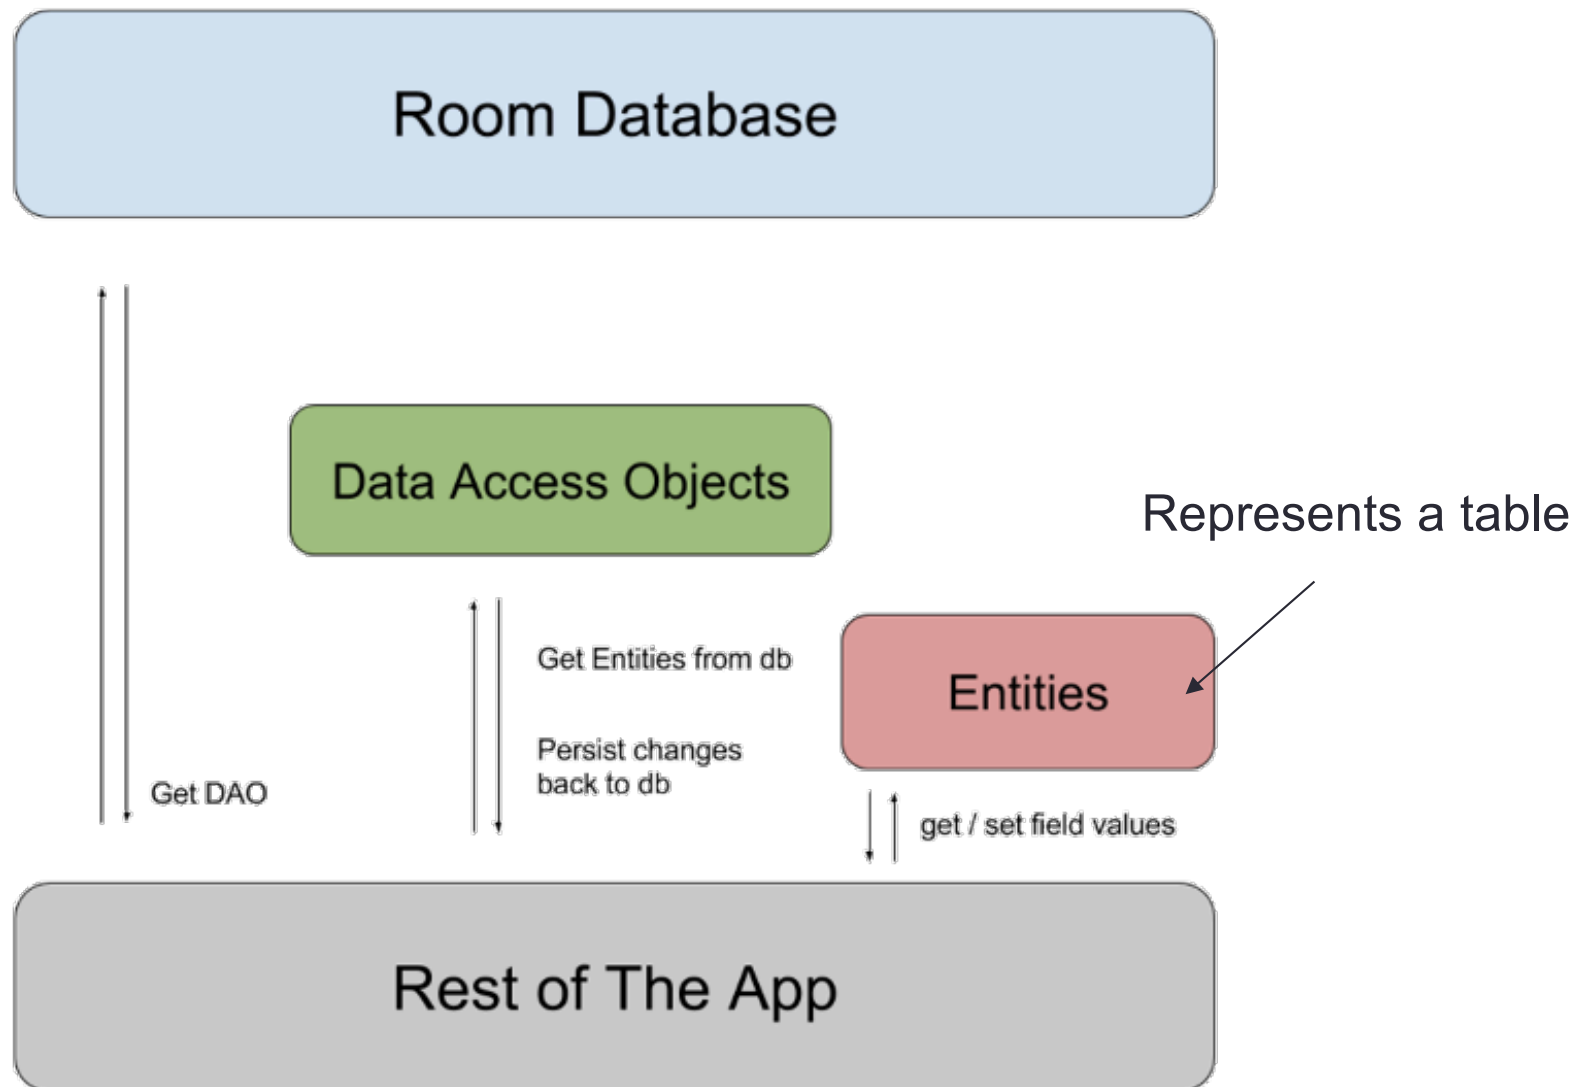 Room Database
Data Access Objects
Represents a table
Get Entities from db
Entities
Persist changes
back to db
Get DAO
get / set field values
Rest of The App